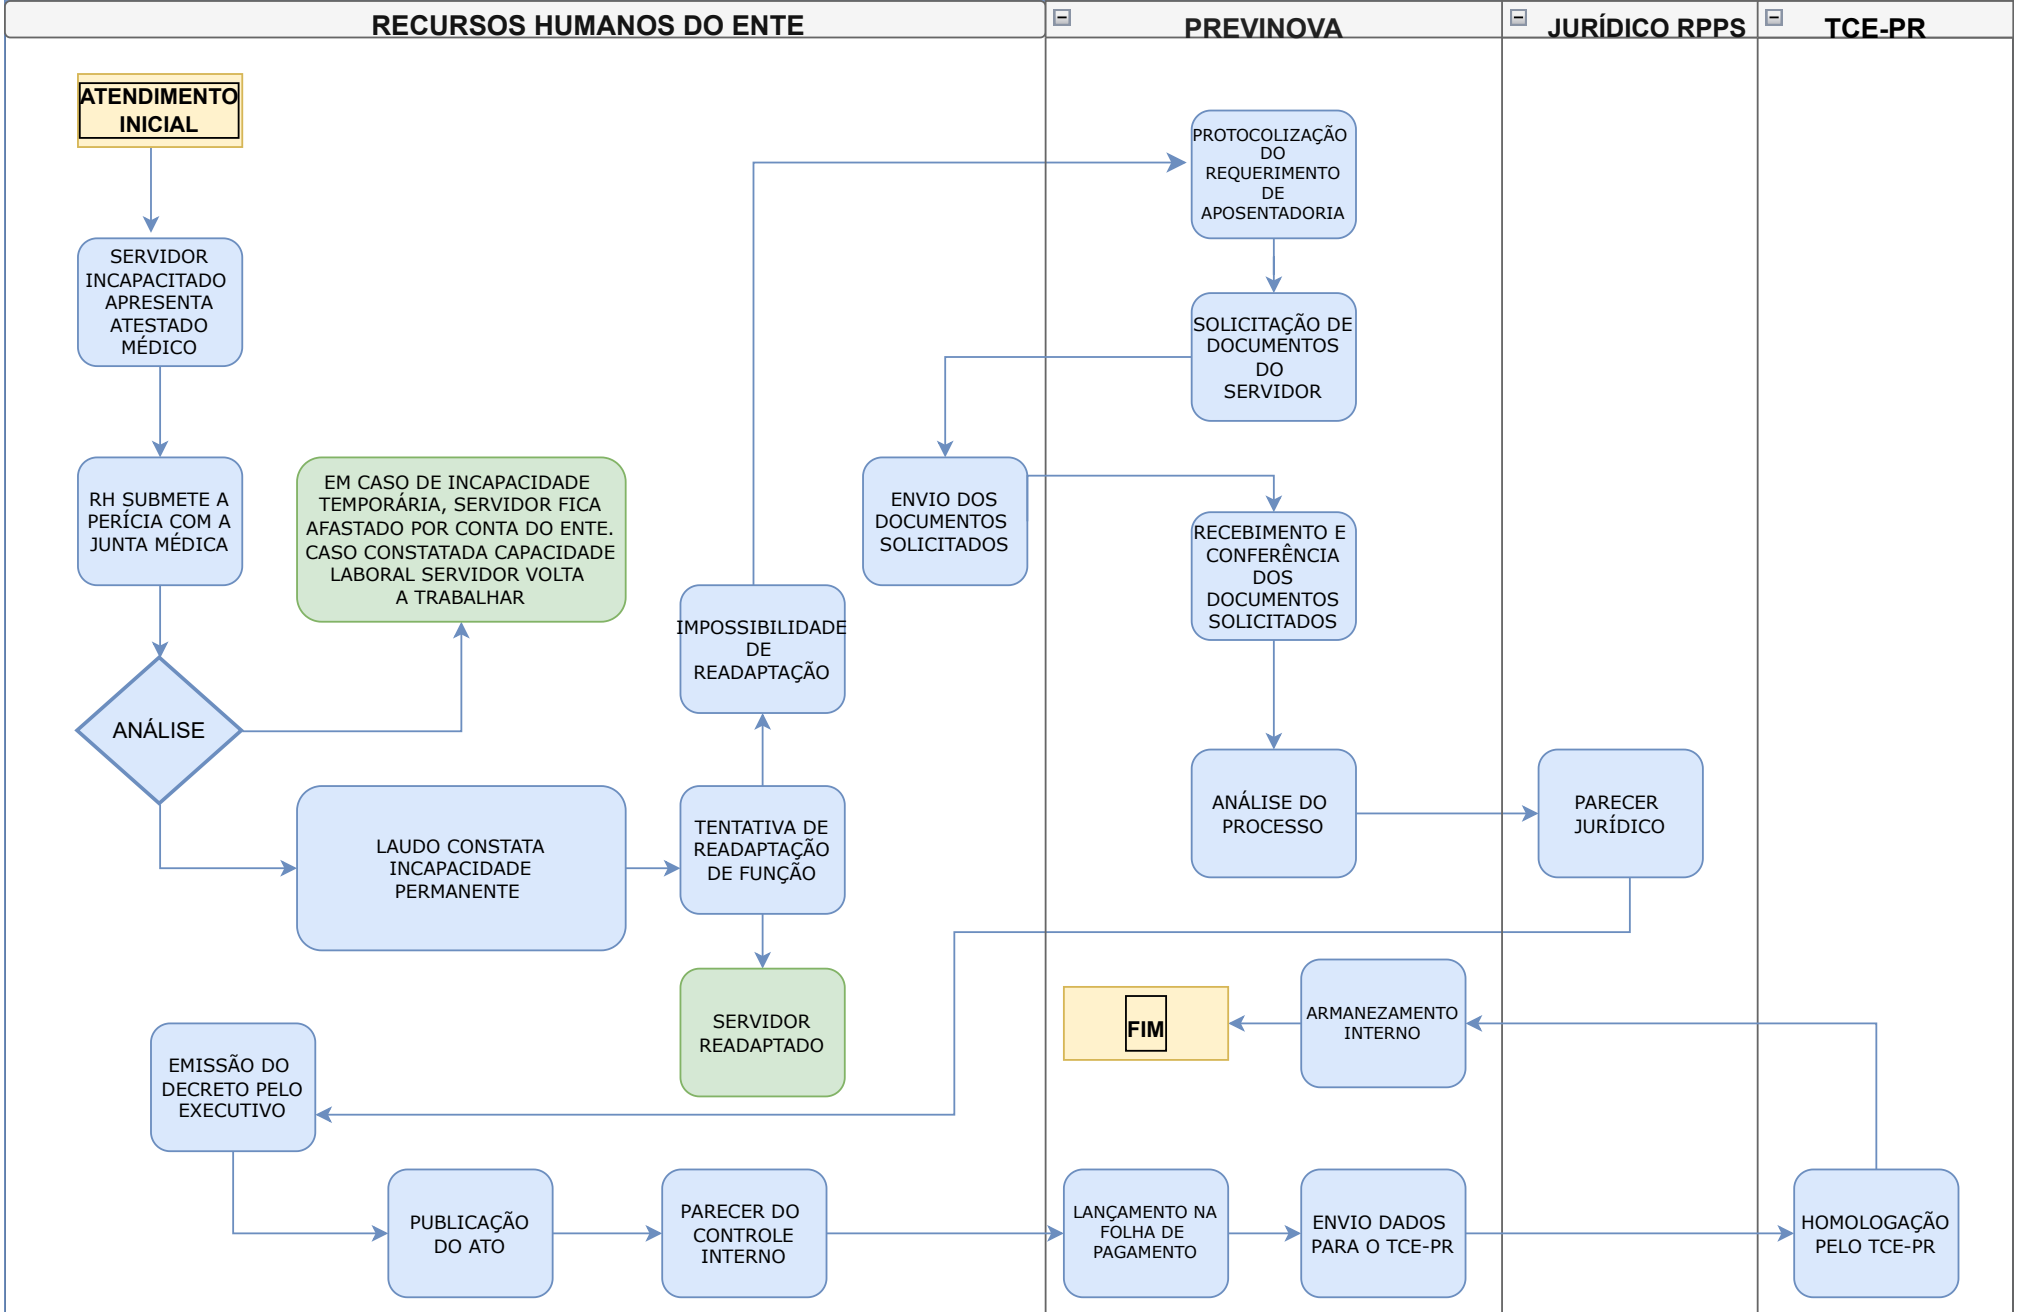 RECURSOS HUMANOS DO ENTE
PREVINOVA
JURÍDICO RPPS
TCE-PR
ATENDIMENTO
INICIAL
SERVIDOR
INCAPACITADO
APRESENTA
ATESTADO
MÉDICO
RH SUBMETE A
PERÍCIA COM A
JUNTA MÉDICA
ANÁLISE
EM CASO DE INCAPACIDADE
TEMPORÁRIA, SERVIDOR FICA
AFASTADO POR CONTA DO ENTE.
CASO CONSTATADA CAPACIDADE
LABORAL SERVIDOR VOLTA
A TRABALHAR
LAUDO CONSTATA
INCAPACIDADE
PERMANENTE
TENTATIVA DE
READAPTAÇÃO
DE FUNÇÃO
IMPOSSIBILIDADE
DE
READAPTAÇÃO
SERVIDOR
READAPTADO
PROTOCOLIZAÇÃO
DO
REQUERIMENTO
DE
APOSENTADORIA
SOLICITAÇÃO DE
DOCUMENTOS
DO
SERVIDOR
ENVIO DOS
DOCUMENTOS
SOLICITADOS
RECEBIMENTO E
CONFERÊNCIA
DOS
DOCUMENTOS
SOLICITADOS
ANÁLISE DO
PROCESSO
PARECER
JURÍDICO
EMISSÃO DO
DECRETO PELO
EXECUTIVO
PUBLICAÇÃO
DO ATO
PARECER DO
CONTROLE
INTERNO
LANÇAMENTO NA
FOLHA DE
PAGAMENTO
ENVIO DADOS
PARA O TCE-PR
HOMOLOGAÇÃO
PELO TCE-PR
ARMANEZAMENTO
INTERNO
FIM